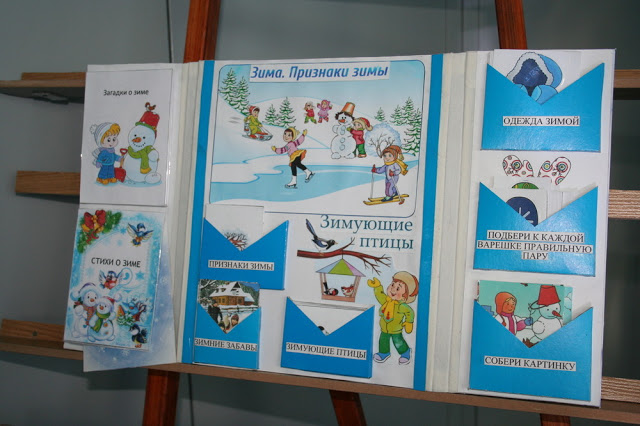 Загадки о зиме
СТИХИ О ЗИМЕ
Зима. Признаки зимы
Зимующие
птицы
ПРИЗНАКИ ЗИМЫ
ЗИМНИЕ ЗАБАВЫ
ЗИМУЮЩИЕ ПТИЦЫ
ОДЕЖДА ЗИМОЙ
ПОДБЕРИ К КАЖДОЙ
ВАРЕШКЕ ПРАВИЛЬНУЮ
ПАРУ
СОБЕРИ КАРТИНКУ